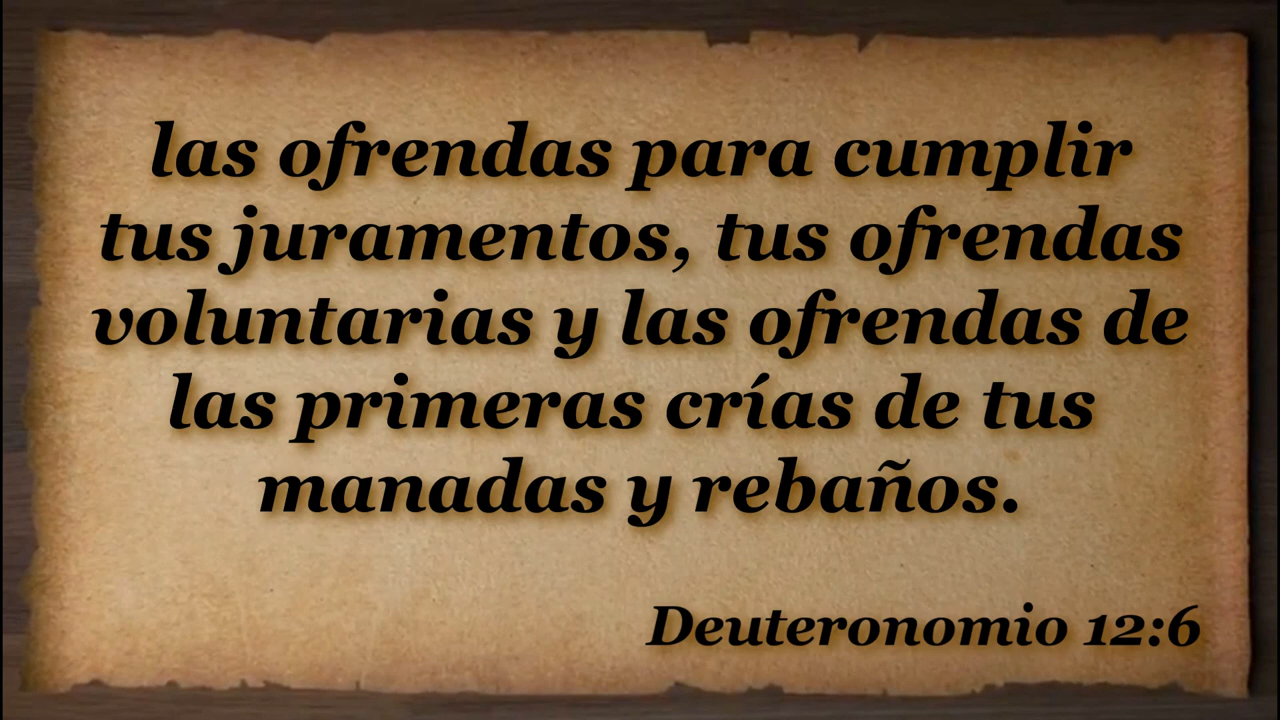 las ofrendas para cumplir
tus juramentos, tus ofrendas
voluntarias y las ofrendas de
las primeras crías de tus
manadas y rebaños.
Deuteronomio 12:6